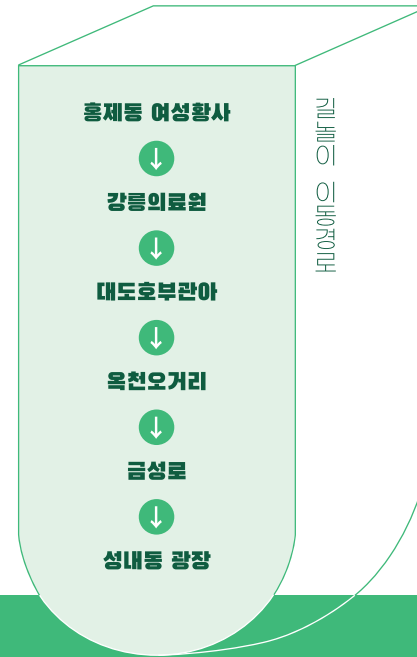 홍제동 여성황사
강릉의료원
대도호부관아
옥천오거리
금성로
성내동 광장
길놀이 이동경로